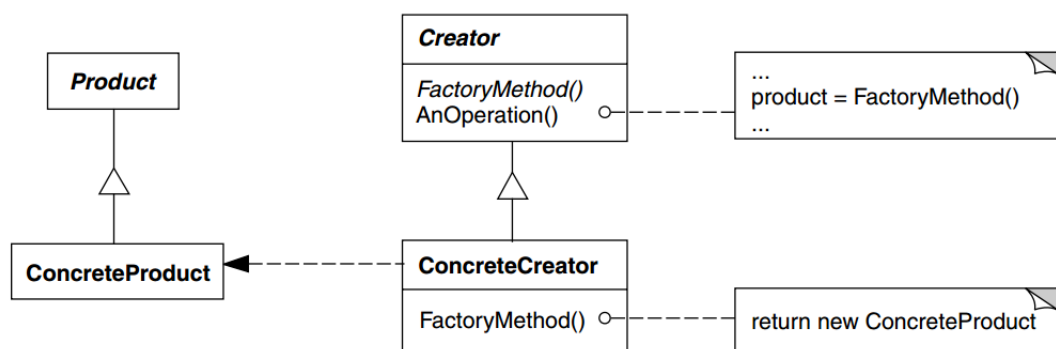 Product
ConcreteProduct
Creator
FactoryMethod()
AnOperation()
...
product = FactoryMethod()
...
ConcreteCreator
FactoryMethod()
return new ConcreteProduct